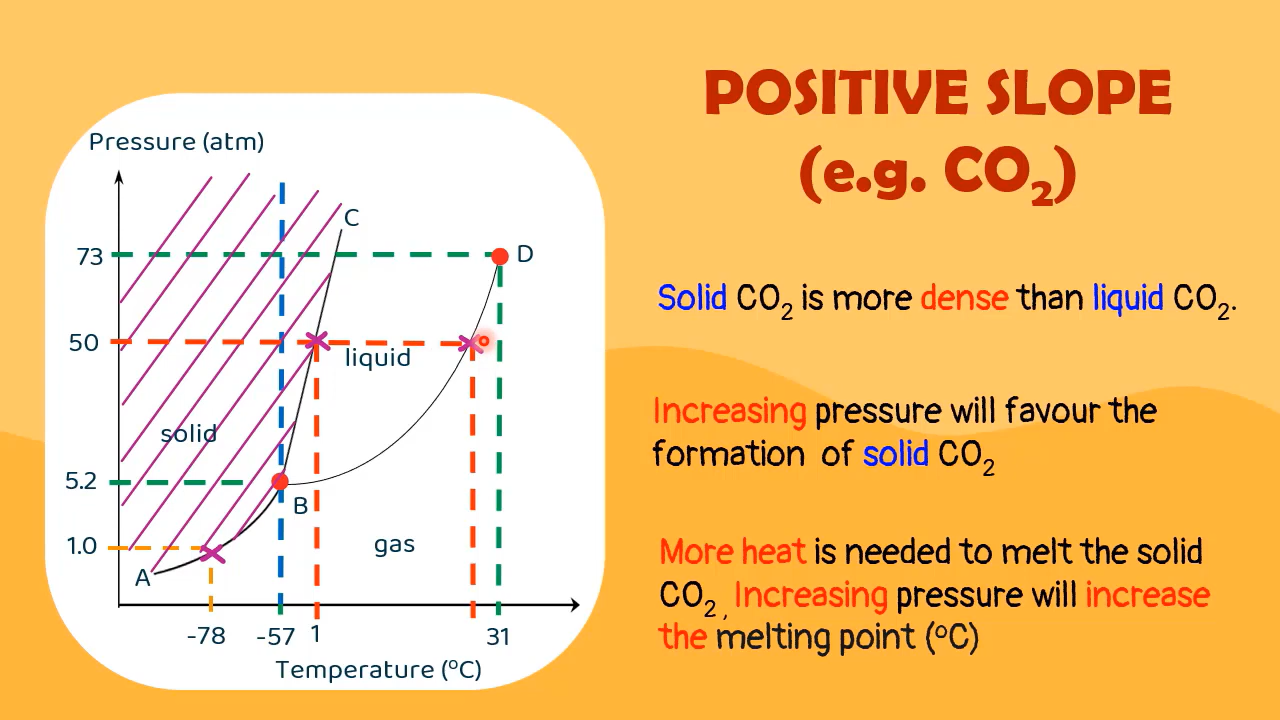 POSITIVE SLOPE
(e.g. CO₂)
Pressure (atm)
C
73
D
50
liquid
solid
5.2
B
1.0
gas
A
-78
-57
1
31
Temperature (⁰C)
Solid CO₂ is more dense than liquid CO₂.
Increasing pressure will favour the
formation of solid CO₂
More heat is needed to melt the solid
CO₂, Increasing pressure will increase
the melting point (⁰C)